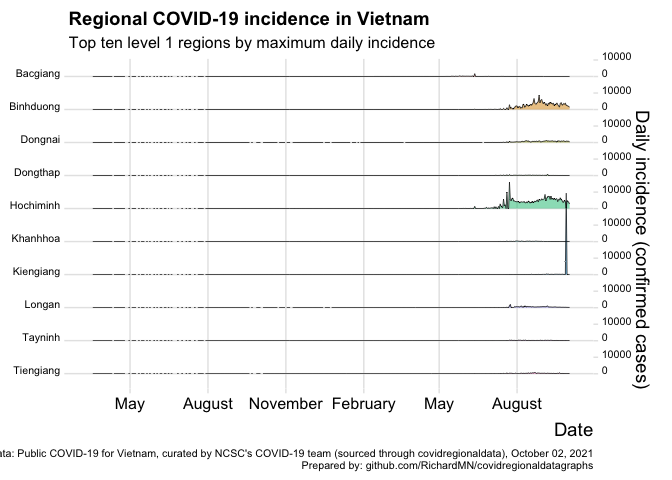 Regional COVID-19 incidence in Vietnam
Top ten level 1 regions by maximum daily incidence
Bacgiang
Binhduong
Dongnai
Dongthap
Hochiminh
Khanhhoa
Kiengiang
Longan
Tayninh
Tiengiang
10000
0
10000
0
10000
0
10000
0
10000
0
10000
0
10000
0
10000
0
10000
0
10000
0
Daily incidence (confirmed cases)
May August November February May August
Date
ata: Public COVID-19 for Vietnam, curated by NCSC's COVID-19 team (sourced through covidregionaldata), October 02, 2021
Prepared by: github.com/RichardMN/covidregionaldatagraphs